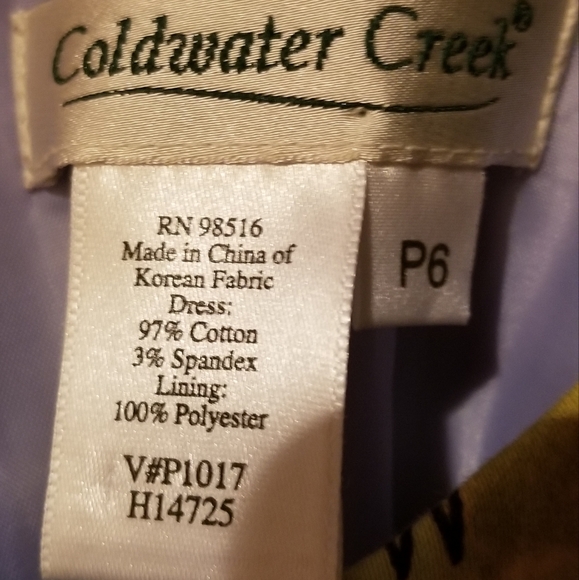 Coldwater Creek®
RN 98516
Made in China of
Korean Fabric
Dress:
97% Cotton
3% Spandex
Lining:
100% Polyester
V#P1017
H14725
P6